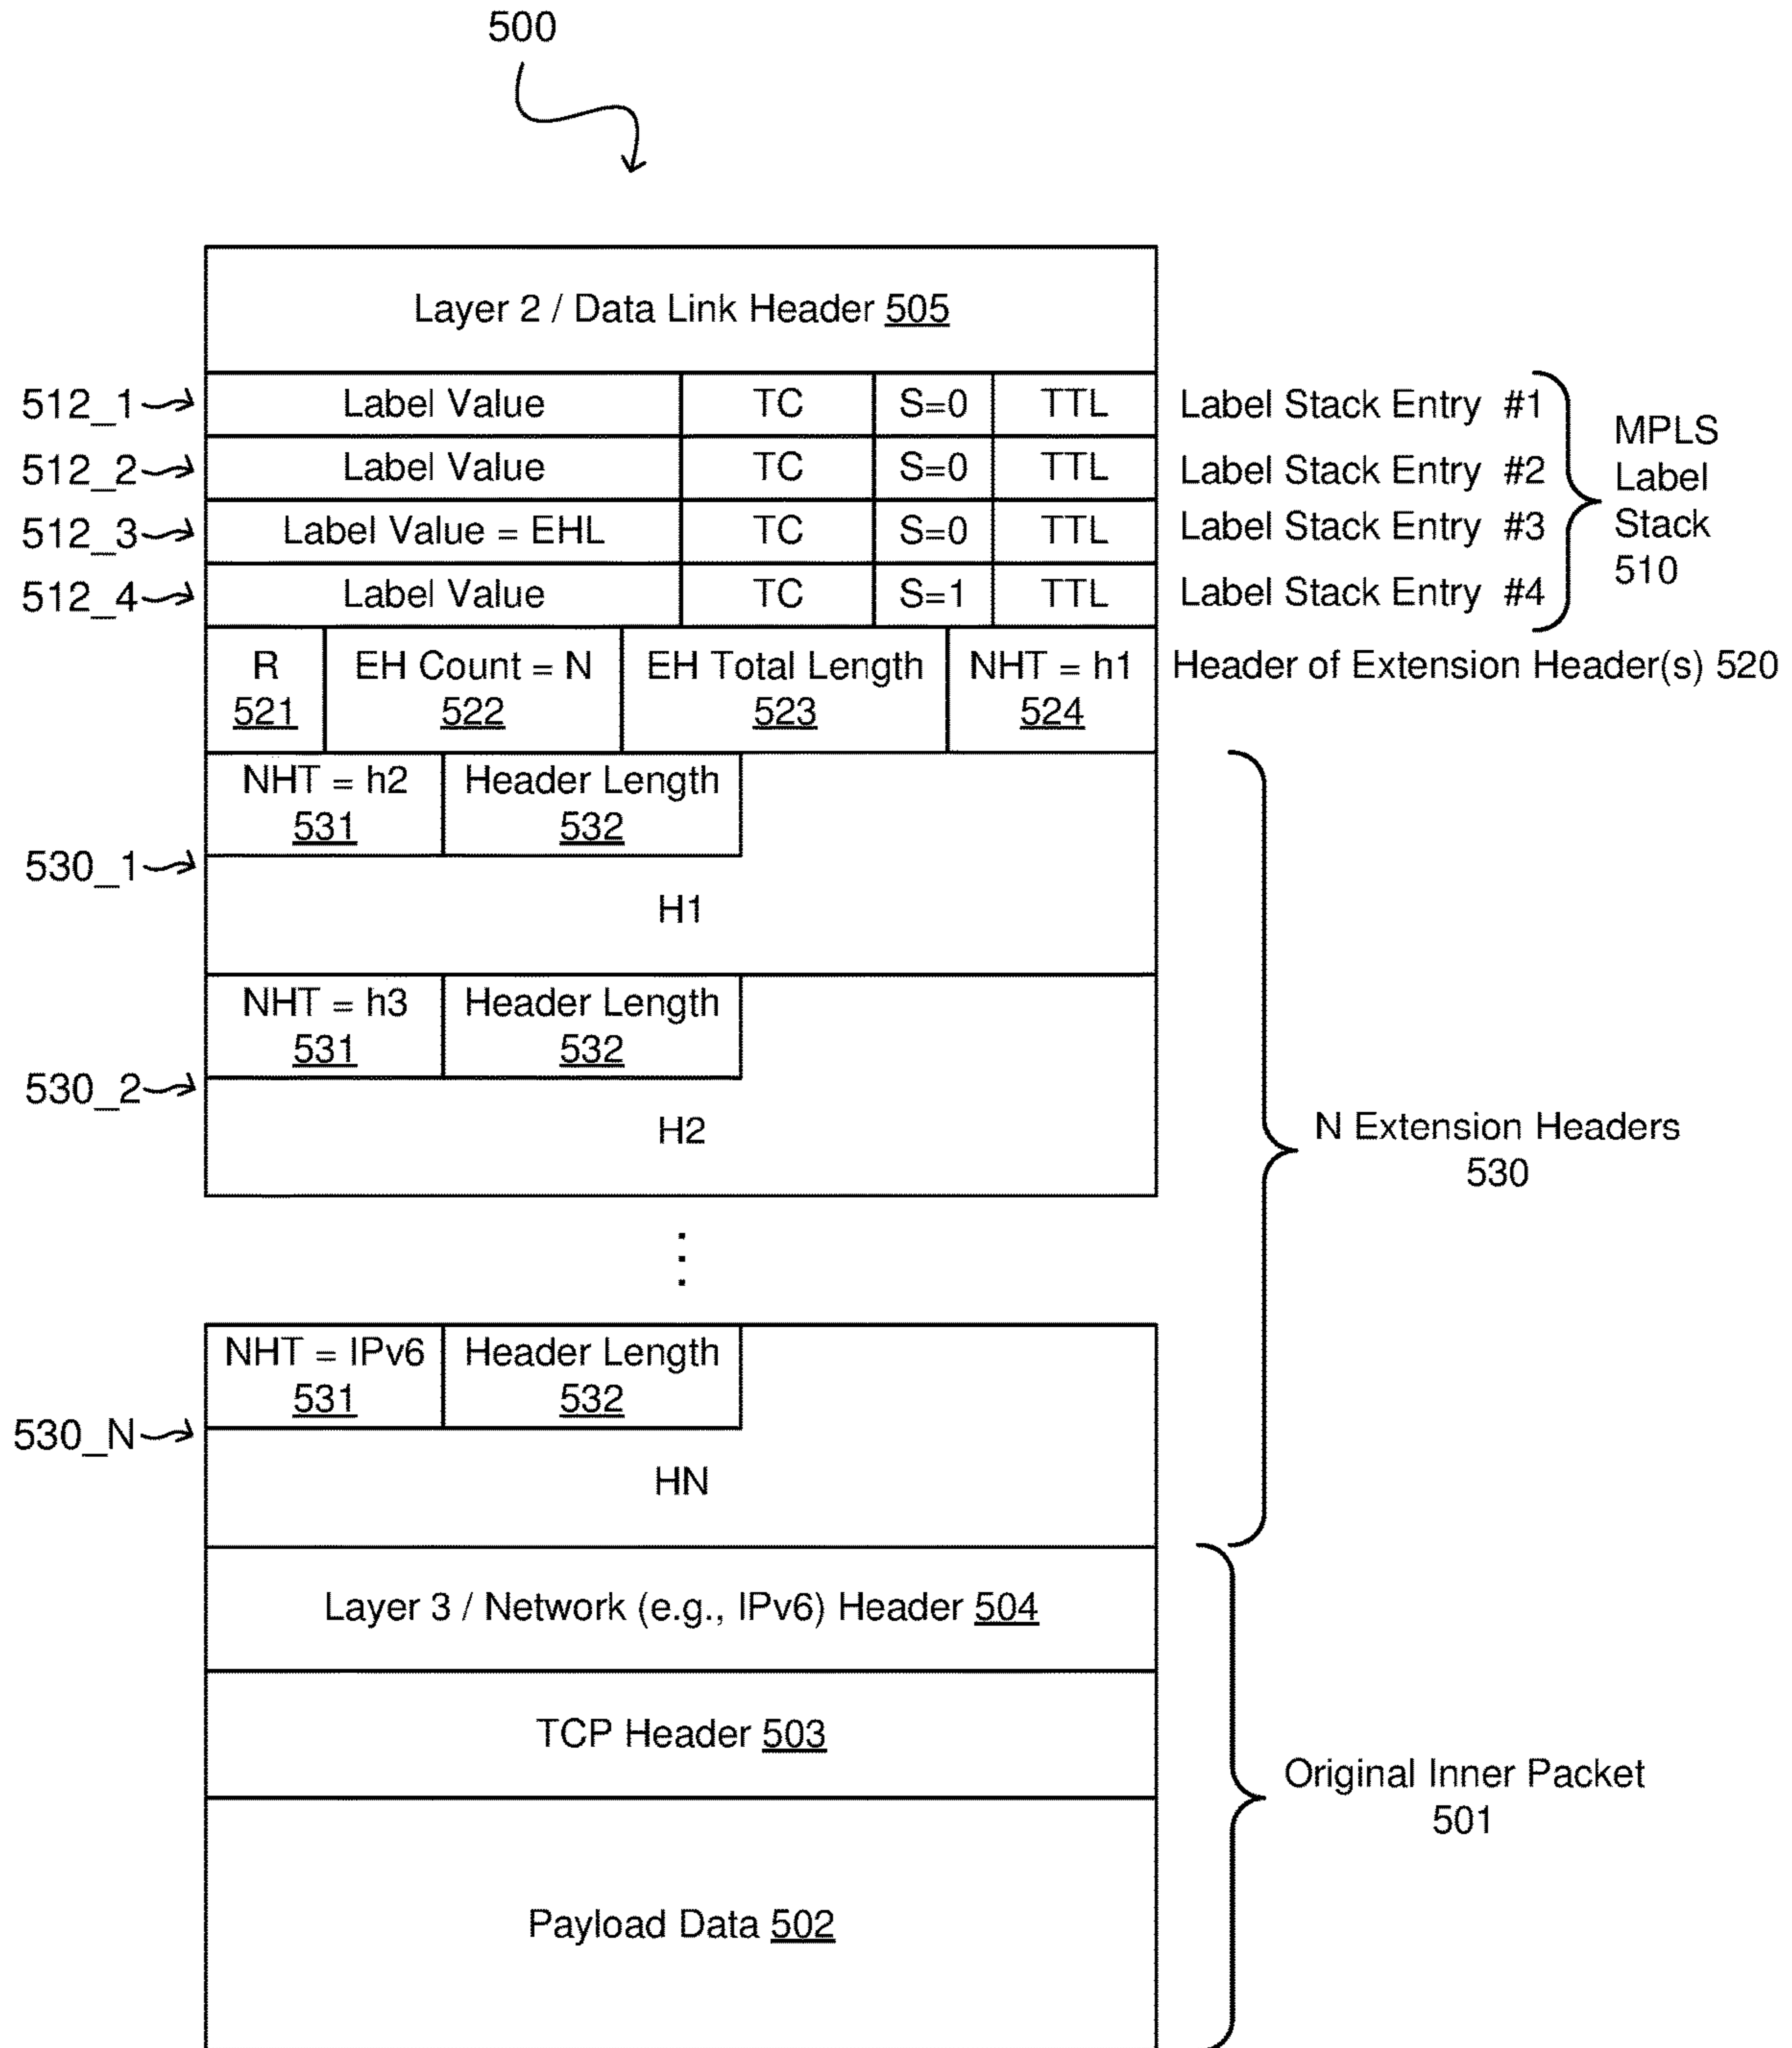 500
Layer 2 / Data Link Header 505
512_1 Label Value TC S=0 TTL Label Stack Entry #1
512_2 Label Value TC S=0 TTL Label Stack Entry #2
512_3 Label Value = EHL TC S=0 TTL Label Stack Entry #3
512_4 Label Value TC S=1 TTL Label Stack Entry #4
MPLS
Label
Stack
510
R EH Count = N EH Total Length NHT = h1 Header of Extension Header(s) 520
521 522 523 524
NHT = h2 Header Length
531 532
530_1
H1
NHT = h3 Header Length
531 532
530_2
H2
N Extension Headers
530
NHT = IPv6 Header Length
531 532
530_N
HN
Layer 3 / Network (e.g., IPv6) Header 504
TCP Header 503
Original Inner Packet
501
Payload Data 502